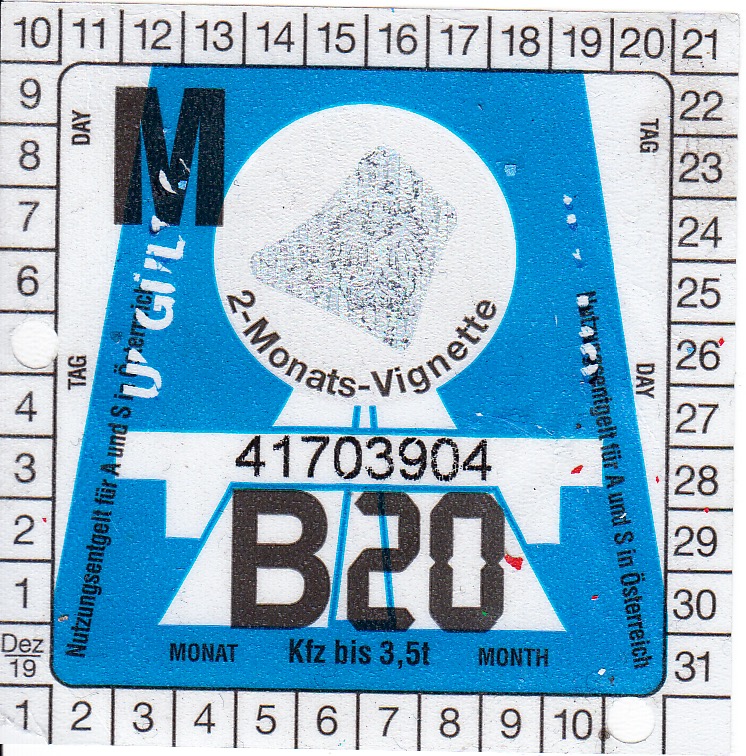 10 11 12 13 14 15 16 17 18 19 20 21
9 22
8 23
7 24
6 25
26
4 27
3 28
2 29
1 30
Dez 19 31
1 2 3 4 5 6 7 8 9 10
DAY
TAG
M
TAG
DAY
Nutzungsentgelt für A und S in Österreich
Nutzungsentgelt für A und S in Österreich
2-Monats-Vignette
41703904
B20
MONAT Kfz bis 3,5t MONTH